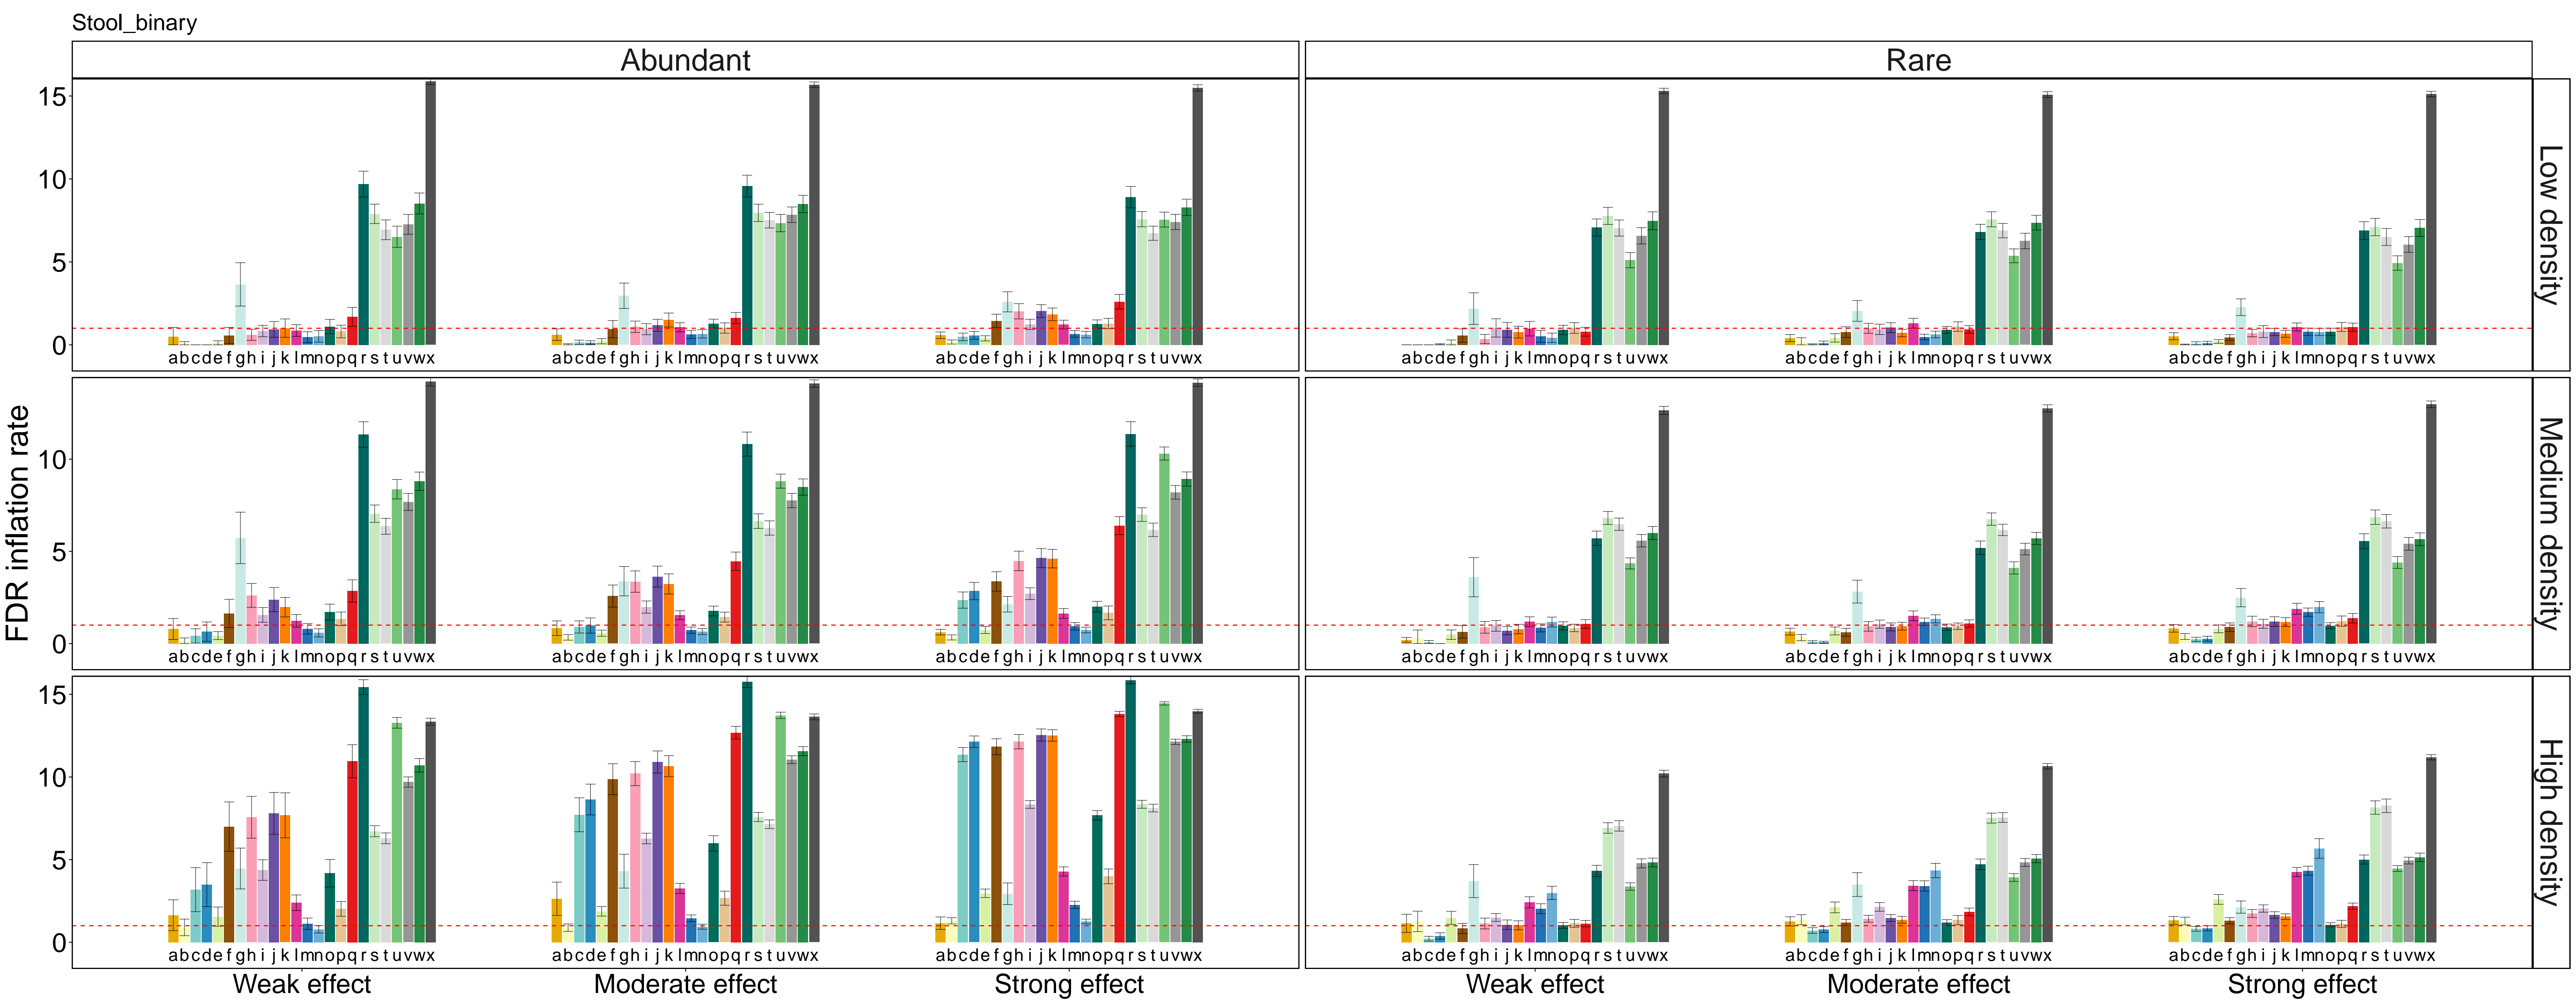 Stool_binary
Abundant
Rare
FDR inflation rate
15
10
5
0
abcdefghijklmnopqrstuvwx
abcdefghijklmnopqrstuvwx
abcdefghijklmnopqrstuvwx
abcdefghijklmnopqrstuvwx
abcdefghijklmnopqrstuvwx
abcdefghijklmnopqrstuvwx
Low density
10
5
0
abcdefghijklmnopqrstuvwx
abcdefghijklmnopqrstuvwx
abcdefghijklmnopqrstuvwx
abcdefghijklmnopqrstuvwx
abcdefghijklmnopqrstuvwx
abcdefghijklmnopqrstuvwx
Medium density
15
10
5
0
abcdefghijklmnopqrstuvwx
abcdefghijklmnopqrstuvwx
abcdefghijklmnopqrstuvwx
abcdefghijklmnopqrstuvwx
abcdefghijklmnopqrstuvwx
abcdefghijklmnopqrstuvwx
High density
Weak effect
Moderate effect
Strong effect
Weak effect
Moderate effect
Strong effect